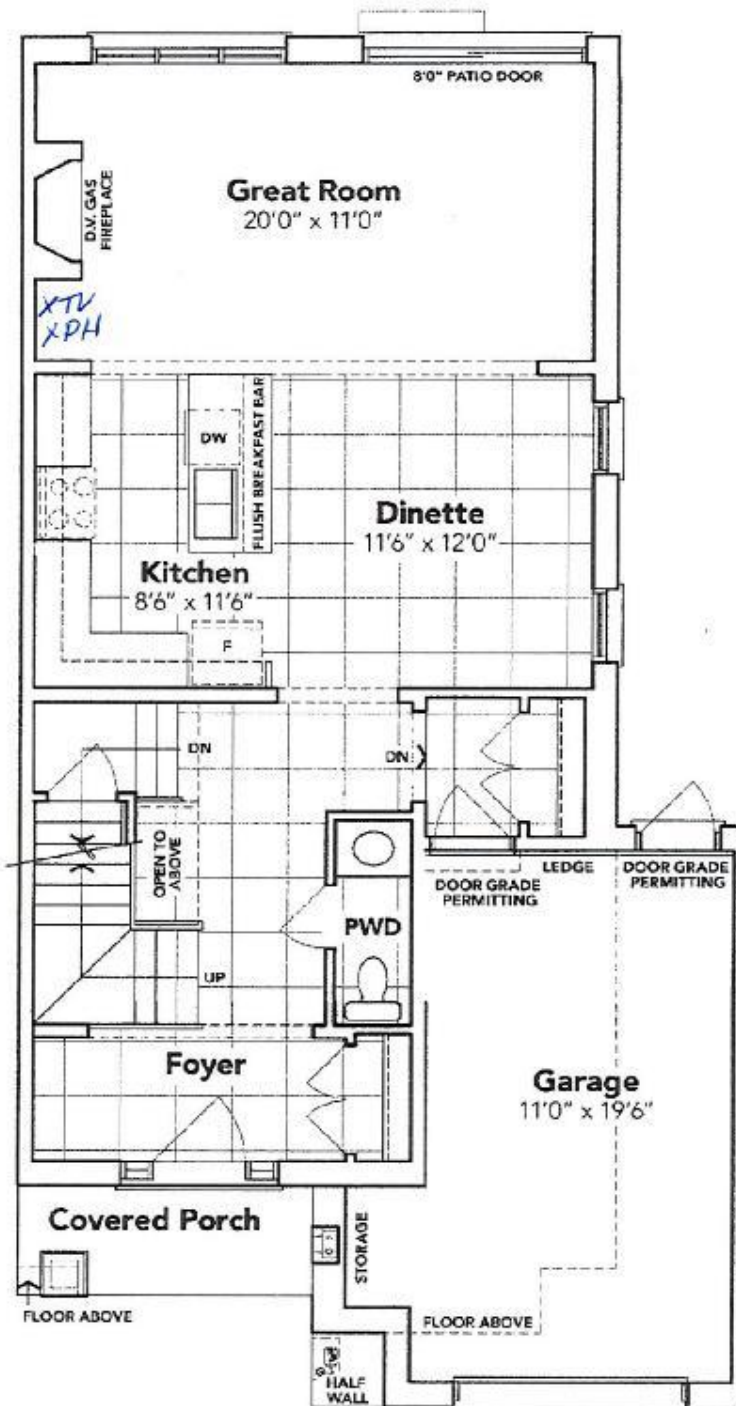 8'0" PATIO DOOR
D.V. GAS
FIREPLACE
Great Room
20'0" x 11'0"
XTV
XPH
DW
FLUSH BREAKFAST BAR
Dinette
11'6" x 12'0"
Kitchen
8'6" x 11'6"
F
DN
DN
OPEN TO
ABOVE
DOOR GRADE
PERMITTING
LEDGE
DOOR GRADE
PERMITTING
PWD
UP
Foyer
Garage
11'0" x 19'6"
Covered Porch
STORAGE
FLOOR ABOVE
FLOOR ABOVE
HALF
WALL